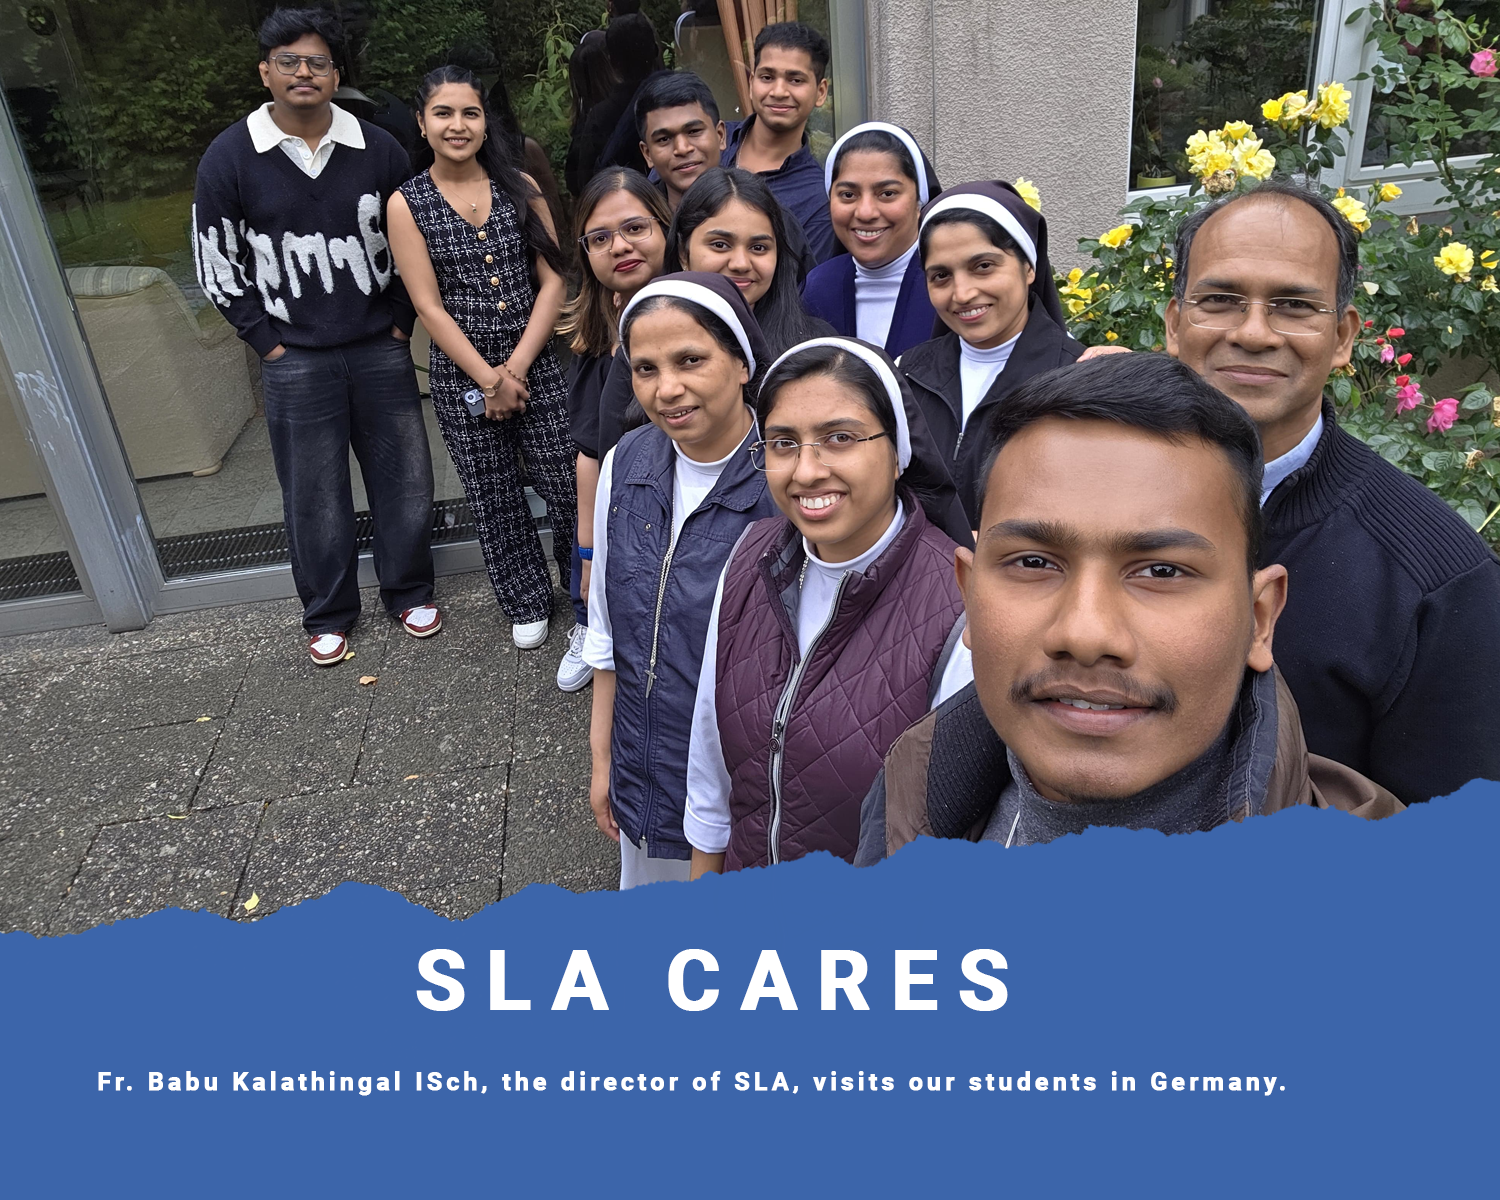 SLA CARES
Fr. Babu Kalathingal ISch, the director of SLA, visits our students in Germany.